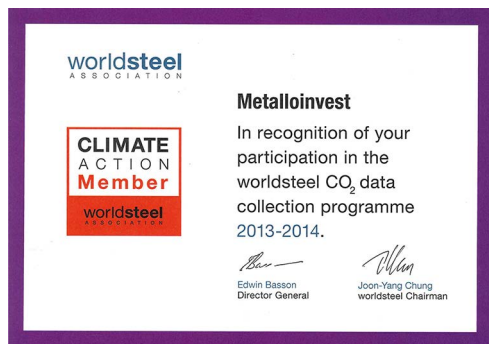 worldsteel
ASSOCIATION
Metalloinvest
In recognition of your
participation in the
worldsteel CO2 data
collection programme
2013-2014.
CLIMATE
ACTION
Member
worldsteel
ASSOCIATION
Edwin Basson
Director General
Joon-Yang Chung
worldsteel Chairman